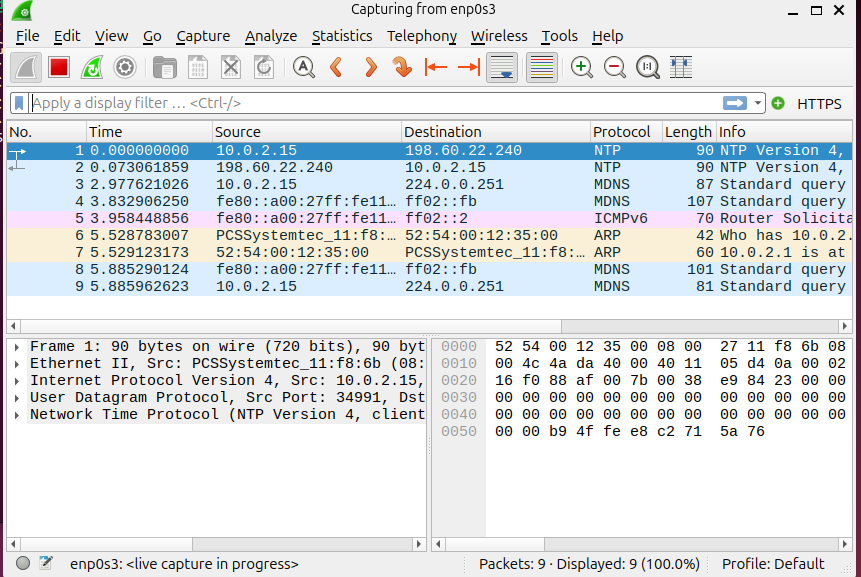 Capturing from enp0s3
File Edit View Go Capture Analyze Statistics Telephony Wireless Tools Help
Apply a display filter … <Ctrl-/> HTTPS
No. Time Source Destination Protocol Length Info
1 0.000000000 10.0.2.15 198.60.22.240 NTP 90 NTP Version 4,
2 0.073061859 198.60.22.240 10.0.2.15 NTP 90 NTP Version 4,
3 2.977621026 10.0.2.15 224.0.0.251 MDNS 87 Standard query
4 3.832906250 fe80::a00:27ff:fe11… ff02::fb MDNS 107 Standard query
5 3.958448856 fe80::a00:27ff:fe11… ff02::2 ICMPv6 70 Router Solicita
6 5.528783007 PCSSystemtec_11:f8:… 52:54:00:12:35:00 ARP 42 Who has 10.0.2.
7 5.529123173 52:54:00:12:35:00 PCSSystemtec_11:f8:… ARP 60 10.0.2.1 is at
8 5.885290124 fe80::a00:27ff:fe11… ff02::fb MDNS 101 Standard query
9 5.885962623 10.0.2.15 224.0.0.251 MDNS 81 Standard query
Frame 1: 90 bytes on wire (720 bits), 90 byt
Ethernet II, Src: PCSSystemtec_11:f8:6b (08:
Internet Protocol Version 4, Src: 10.0.2.15,
User Datagram Protocol, Src Port: 34991, Dst
Network Time Protocol (NTP Version 4, client
0000 52 54 00 12 35 00 08 00 27 11 f8 6b 08
0010 00 4c 4a da 40 00 40 11 05 d4 0a 00 02
0020 16 f0 88 af 00 7b 00 38 e9 84 23 00 00
0030 00 00 00 00 00 00 00 00 00 00 00 00 00
0040 00 00 00 00 00 00 00 00 00 00 00 00 00
0050 00 00 b9 4f fe e8 c2 71 5a 76
enp0s3: <live capture in progress> Packets: 9 · Displayed: 9 (100.0%) Profile: Default